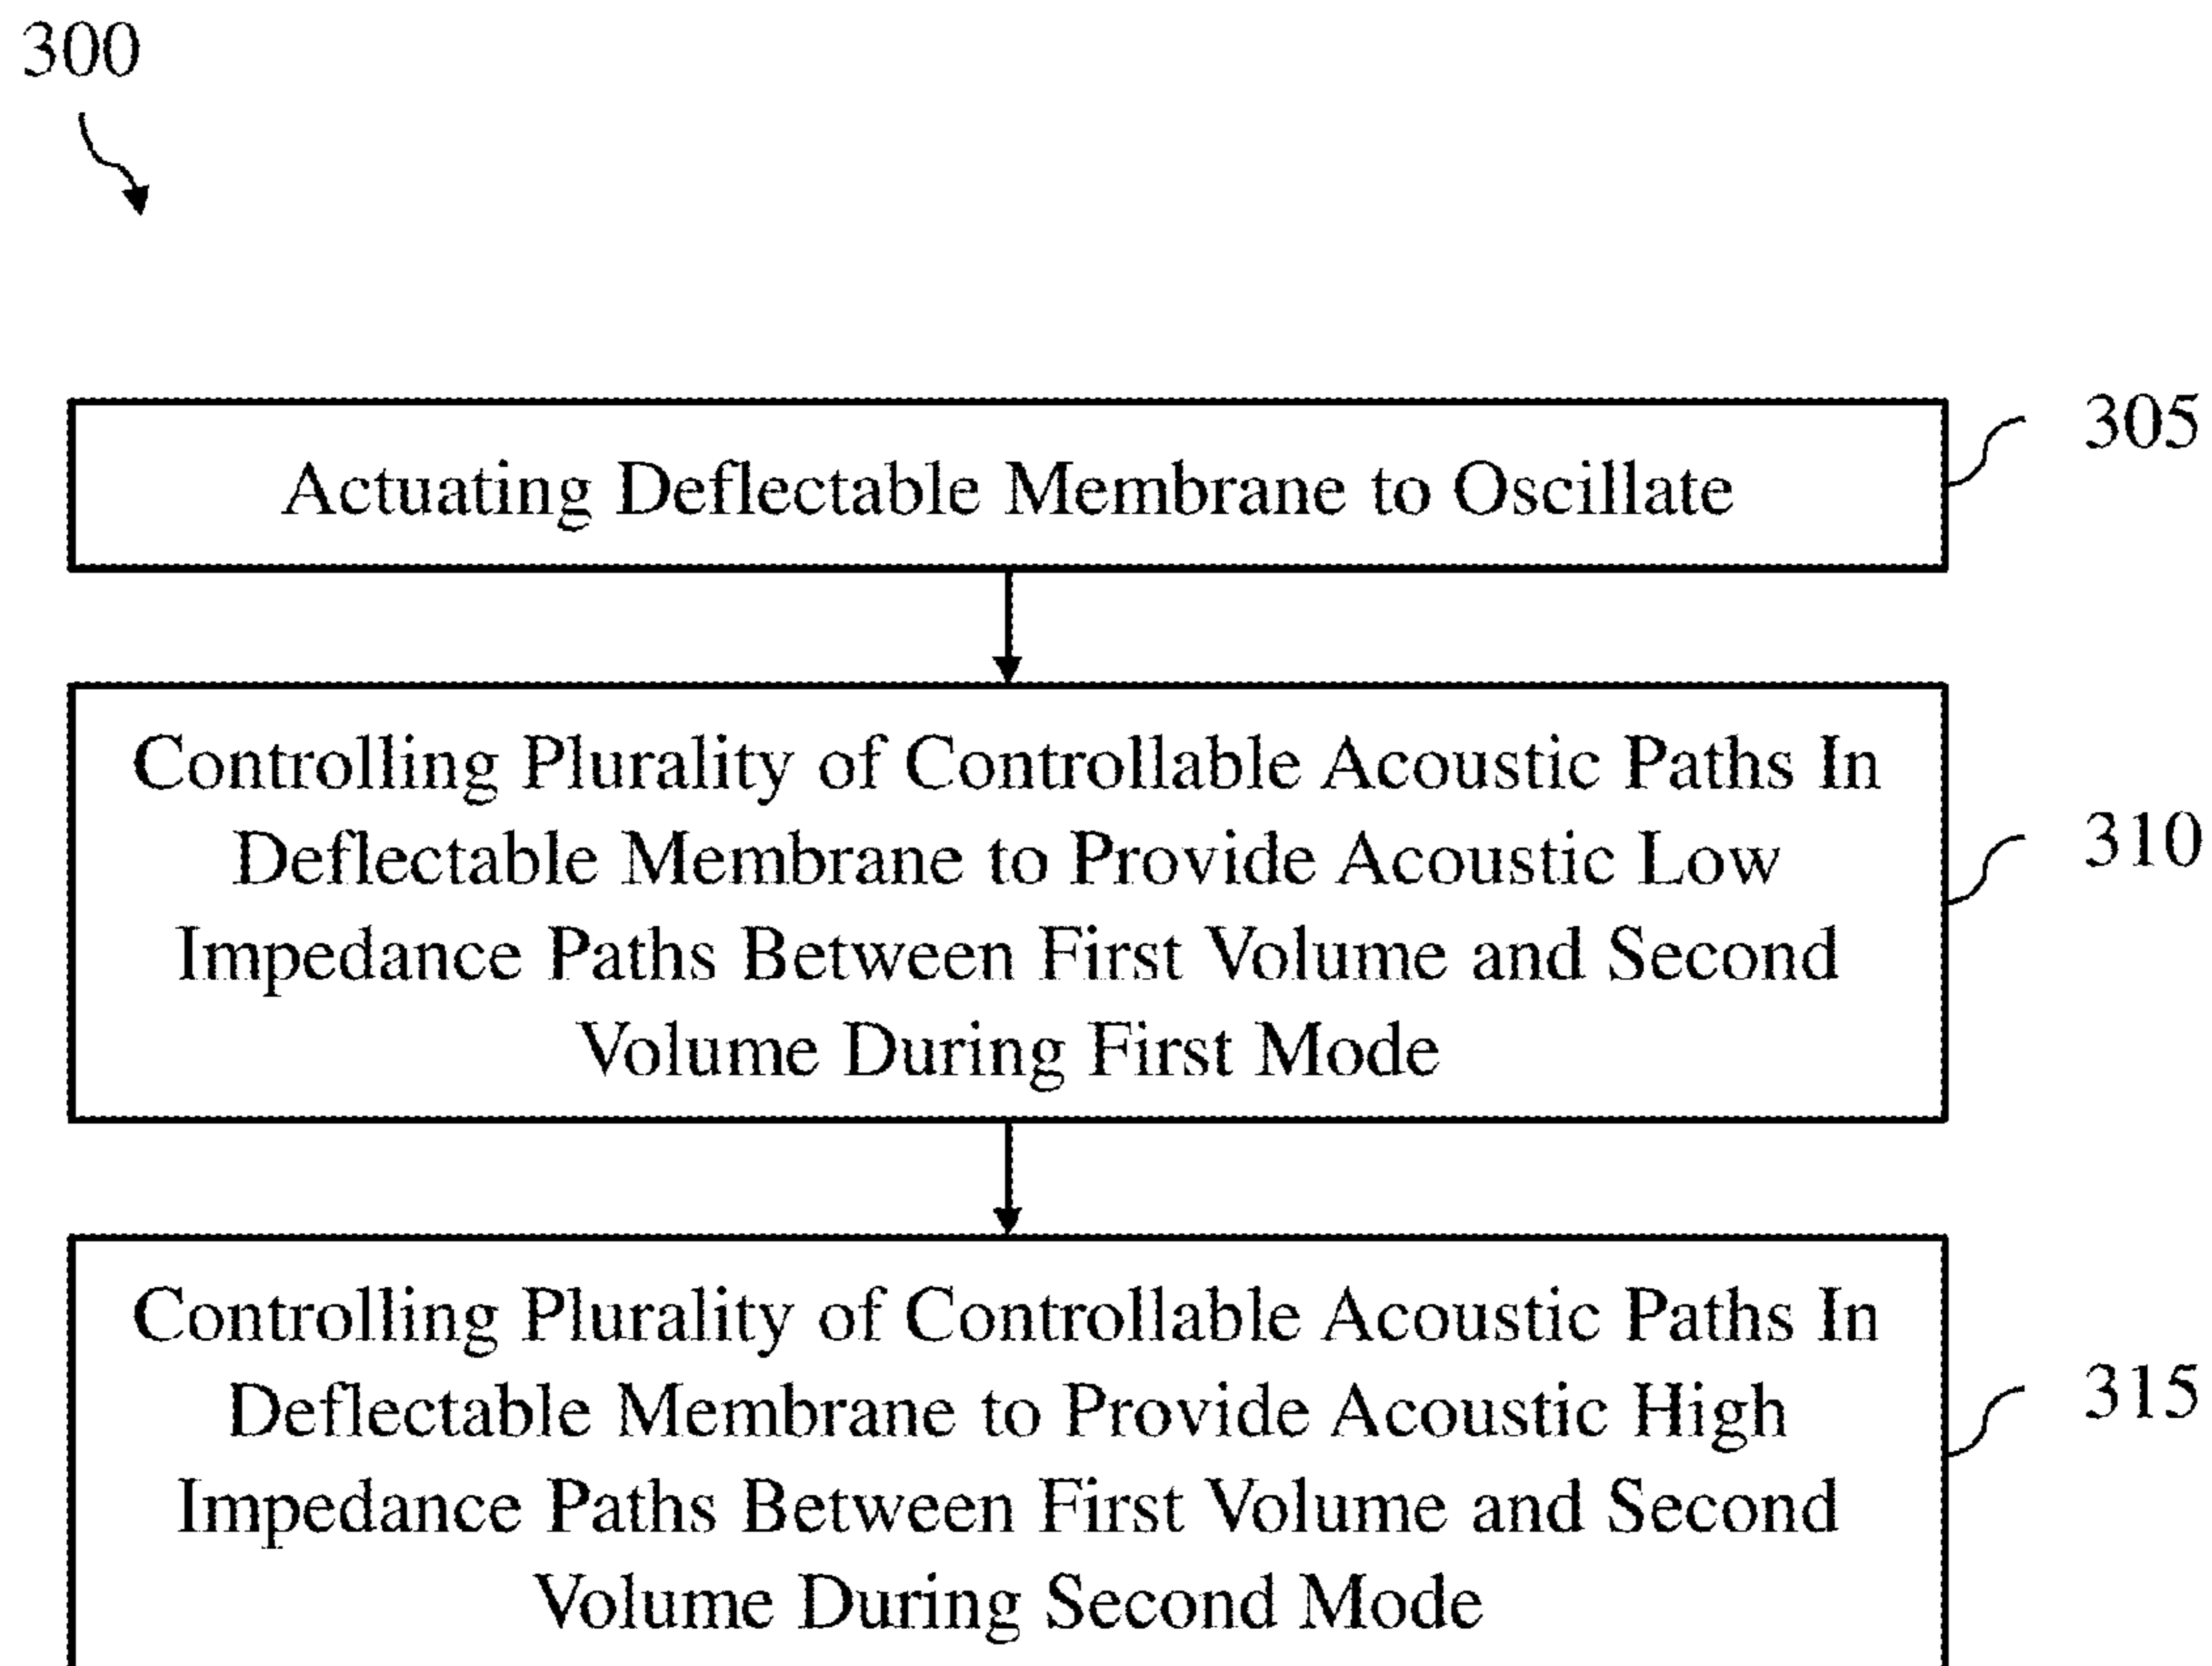 300
Actuating Deflectable Membrane to Oscillate
305
Controlling Plurality of Controllable Acoustic Paths In
Deflectable Membrane to Provide Acoustic Low
Impedance Paths Between First Volume and Second
Volume During First Mode
310
Controlling Plurality of Controllable Acoustic Paths In
Deflectable Membrane to Provide Acoustic High
Impedance Paths Between First Volume and Second
Volume During Second Mode
315